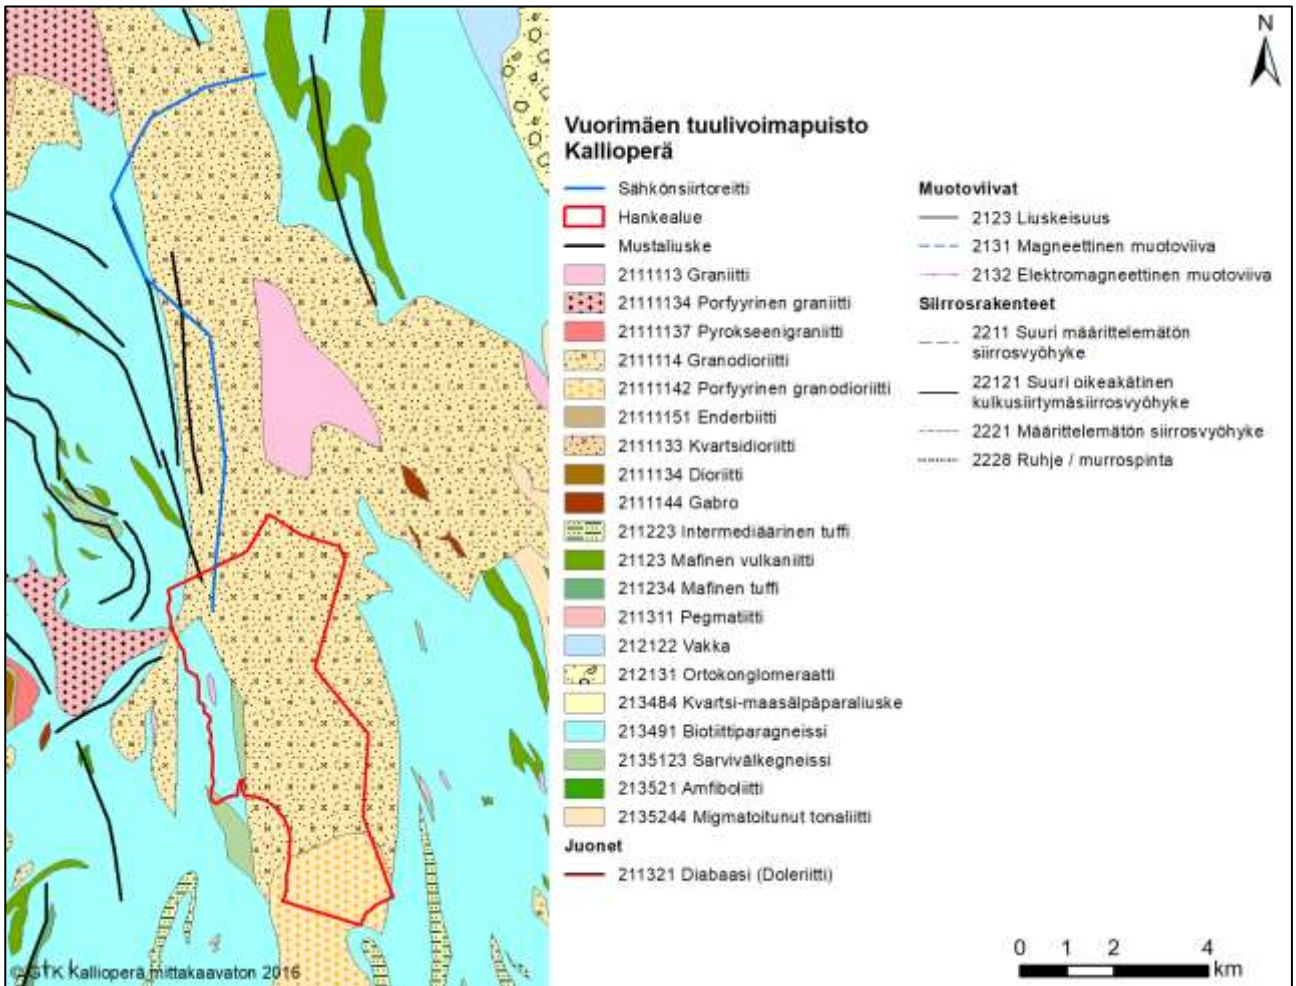 N
Vuorimäen tuulivoimapuisto
Kallioperä
Sähkönsiirtoreitti
Hankealue
Mustaliuske
2111113 Graniitti
21111134 Porfyyrinen graniitti
21111137 Pyrokseenigraniitti
2111114 Granodioriitti
21111142 Porfyyrinen granodioriitti
21111151 Enderbiitti
2111133 Kvartsidioriitti
2111134 Dioriitti
2111144 Gabro
211223 Intermediäärinen tuffi
21123 Mafinen vulkaniitti
211234 Mafinen tuffi
211311 Pegmatiitti
212122 Vakka
212131 Ortokonglomeraatti
213484 Kvartsi-maasälpäparaliuske
213491 Biotiittiparagneissi
2135123 Sarvivälkegneissi
213521 Amfiboliitti
2135244 Migmatoitunut tonaliitti
Juonet
211321 Diabaasi (Doleriitti)
Muotoviivat
2123 Liuskeisuus
2131 Magneettinen muotoviiva
2132 Elektromagneettinen muotoviiva
Siirrosrakenteet
2211 Suuri määrittelemätön
siirrosvyöhyke
22121 Suuri oikeakätinen
kulkusiirtymäsiirrosvyöhyke
2221 Määrittelemätön siirrosvyöhyke
2228 Ruhje / murrospinta
0 1 2 4
km
© GTK Kallioperä mittakaavaton 2016